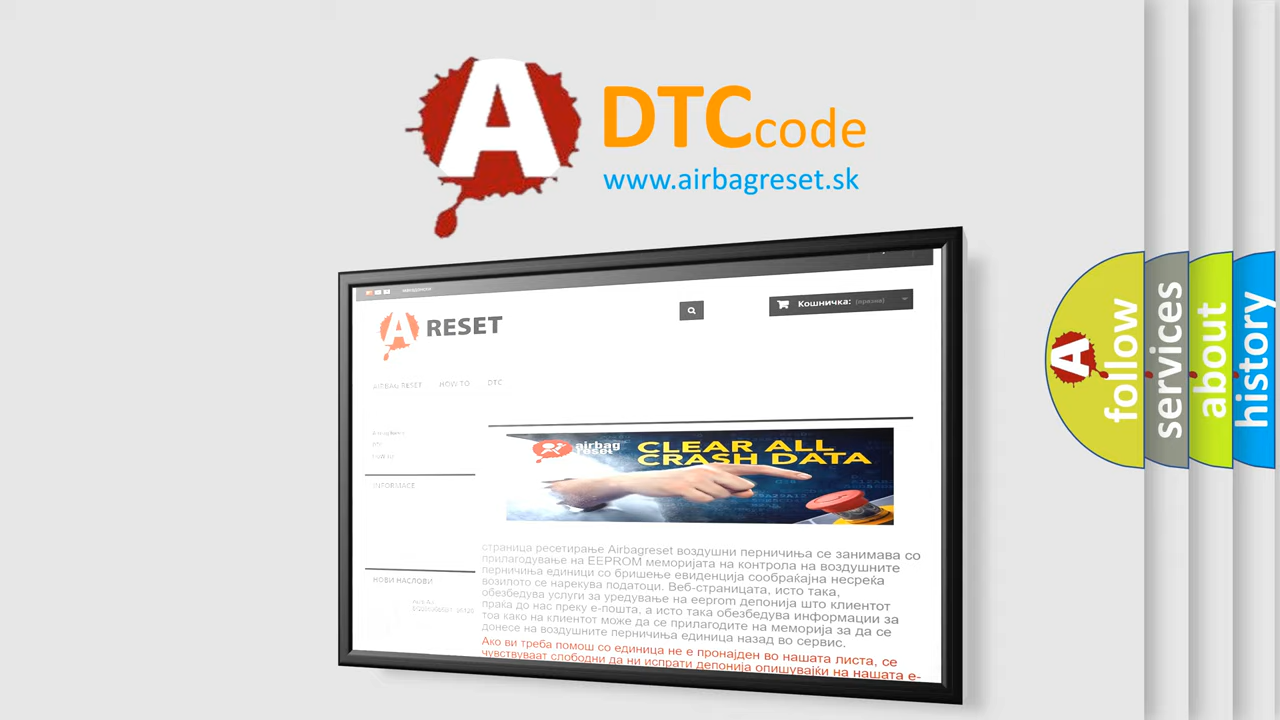 A DTC code
www.airbagreset.sk
A RESET
Кошничка: (празни)
AIRBAG RESET HOW TO DTC
airbag
reset
CLEAR ALL
CRASH DATA
INFORMACE
НОВИ НАСЛОВИ
страница ресетирање Airbagreset воздушни перничиња се занимава со
прилагодување на EEPROM меморијата на контрола на воздушните
перничиња единици со бришење евиденција сообраќајна несреќа
возилото се нарекува податоци. Веб-страницата, исто така,
обезбедува услуги за уредување на eeprom депонија што клиентот
праќа до нас преку е-пошта, а исто така обезбедува информации за
тоа како на клиентот може да се прилагодите на меморија за да се
донесе на воздушните перничиња единица назад во сервис.
Ако ви треба помош со единица не е пронајден во нашата листа, се
чувствуваат слободни да ни испрати депонија опишувајќи на нашата е-
A follow
services
about
history